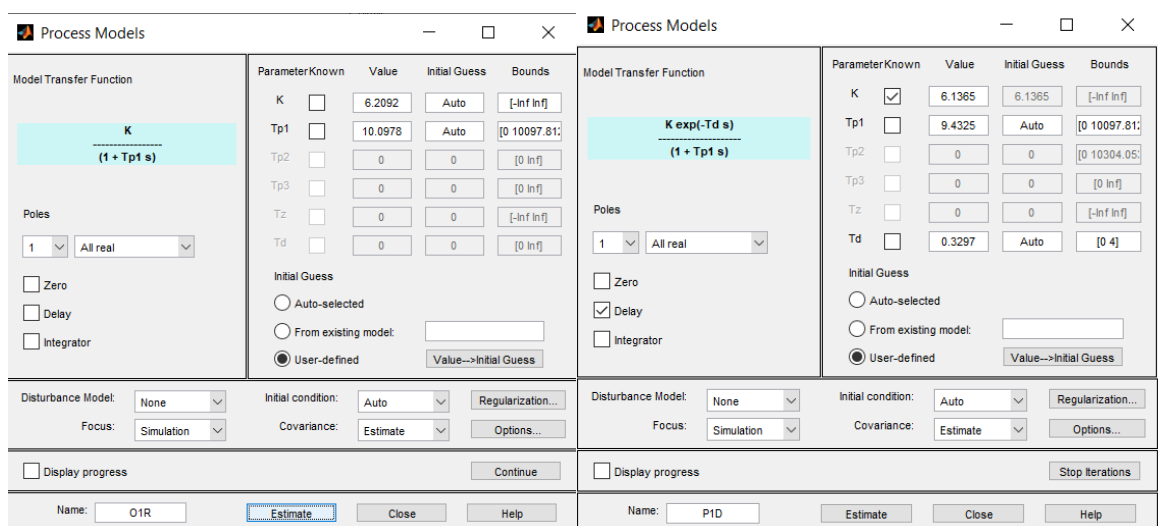 Process Models
Model Transfer Function
K
------------------
(1 + Tp1 s)
Poles
1 All real
Zero
Delay
Integrator
Parameter Known Value Initial Guess Bounds
K 6.2092 Auto [-Inf Inf]
Tp1 10.0978 Auto [0 10097.81
Tp2 0 0 [0 Inf]
Tp3 0 0 [0 Inf]
Tz 0 0 [-Inf Inf]
Td 0 0 [0 Inf]
Initial Guess
Auto-selected
From existing model:
User-defined Value-->Initial Guess
Disturbance Model: None Initial condition: Auto Regularization...
Focus: Simulation Covariance: Estimate Options...
Display progress Continue
Name: O1R Estimate Close Help
Process Models
Model Transfer Function
K exp(-Td s)
---------------------
(1 + Tp1 s)
Poles
1 All real
Zero
Delay
Integrator
Parameter Known Value Initial Guess Bounds
K 6.1365 6.1365 [-Inf Inf]
Tp1 9.4325 Auto [0 10097.81
Tp2 0 0 [0 10304.05
Tp3 0 0 [0 Inf]
Tz 0 0 [-Inf Inf]
Td 0.3297 Auto [0 4]
Initial Guess
Auto-selected
From existing model:
User-defined Value-->Initial Guess
Disturbance Model: None Initial condition: Auto Regularization...
Focus: Simulation Covariance: Estimate Options...
Display progress Stop Iterations
Name: P1D Estimate Close Help